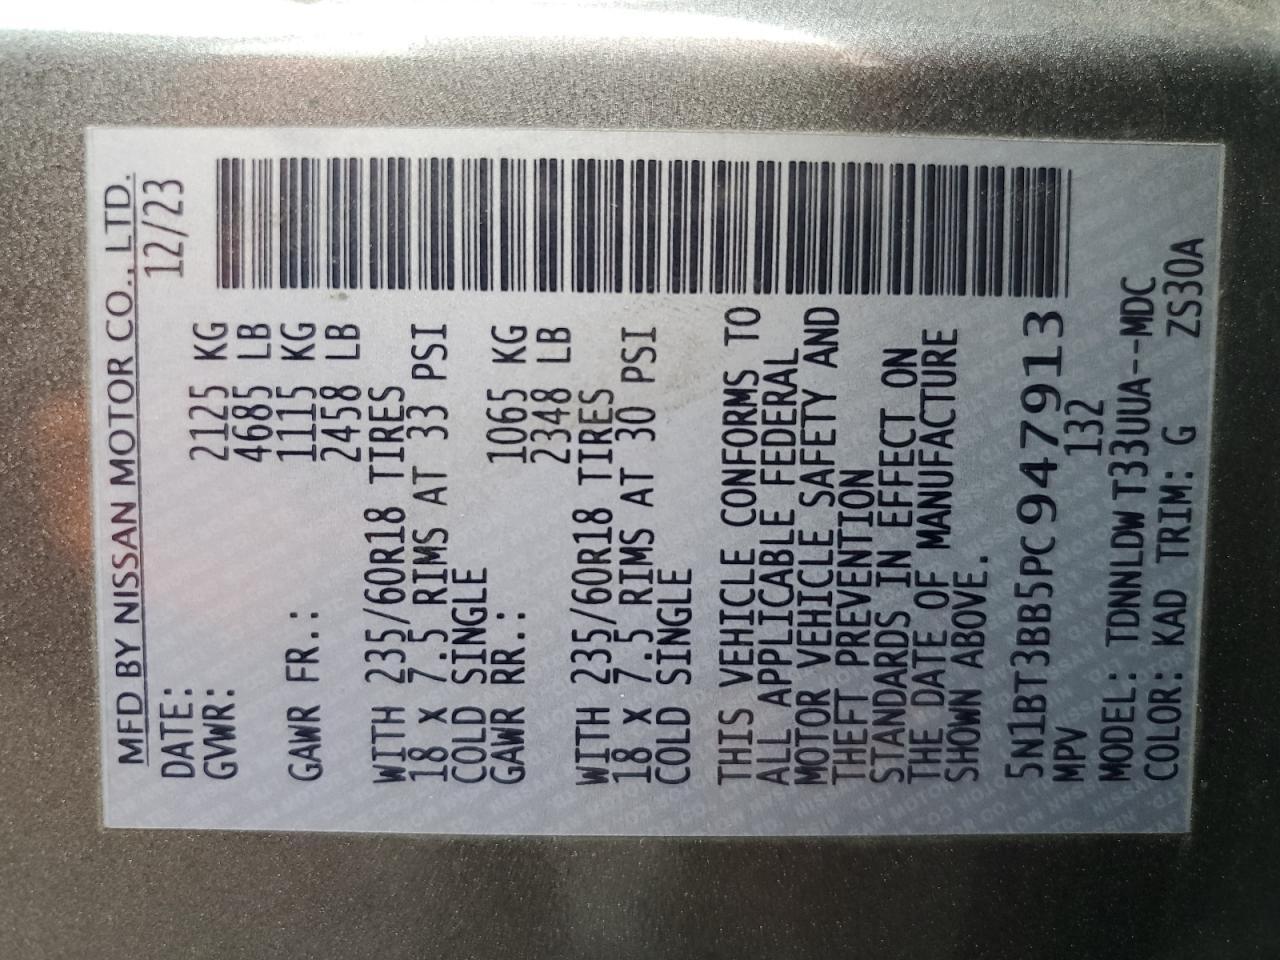 MFD BY NISSAN MOTOR CO., LTD.
DATE: 12/23
GVWR: 2125 KG
4685 LB
GAWR FR.: 1115 KG
2458 LB
WITH 235/60R18 TIRES
18 X 7.5 RIMS AT 33 PSI
COLD SINGLE
GAWR RR.: 1065 KG
2348 LB
WITH 235/60R18 TIRES
18 X 7.5 RIMS AT 30 PSI
COLD SINGLE
THIS VEHICLE CONFORMS TO
ALL APPLICABLE FEDERAL
MOTOR VEHICLE SAFETY AND
THEFT PREVENTION
STANDARDS IN EFFECT ON
THE DATE OF MANUFACTURE
SHOWN ABOVE.
5N1BT3BB5PC947913
MPV 132
MODEL: TDNNLDW T33UUA--MDC
COLOR: KAD TRIM: G ZS30A